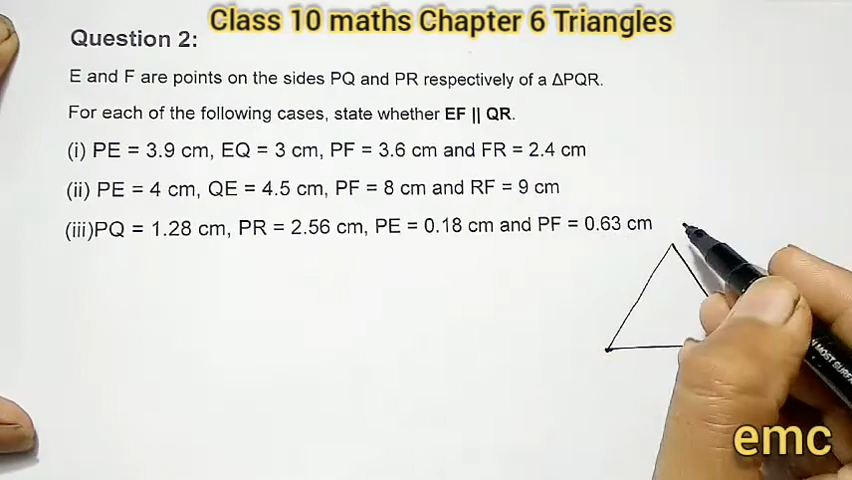 Class 10 maths Chapter 6 Triangles
Question 2:
E and F are points on the sides PQ and PR respectively of a ΔPQR.
For each of the following cases, state whether EF || QR.
(i) PE = 3.9 cm, EQ = 3 cm, PF = 3.6 cm and FR = 2.4 cm
(ii) PE = 4 cm, QE = 4.5 cm, PF = 8 cm and RF = 9 cm
(iii)PQ = 1.28 cm, PR = 2.56 cm, PE = 0.18 cm and PF = 0.63 cm
emc